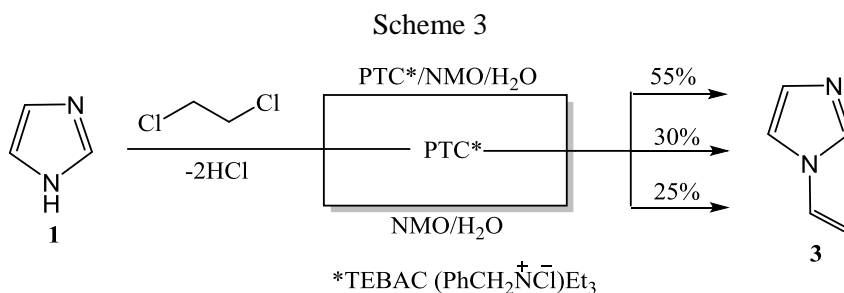 Scheme 3
PTC*/NMO/H₂O
55%
Cl
Cl
N
N
PTC*
30%
-2HCl
25%
N
H
NMO/H₂O
N
1
3
*TEBAC (PhCH₂N⁺Cl⁻)Et₃